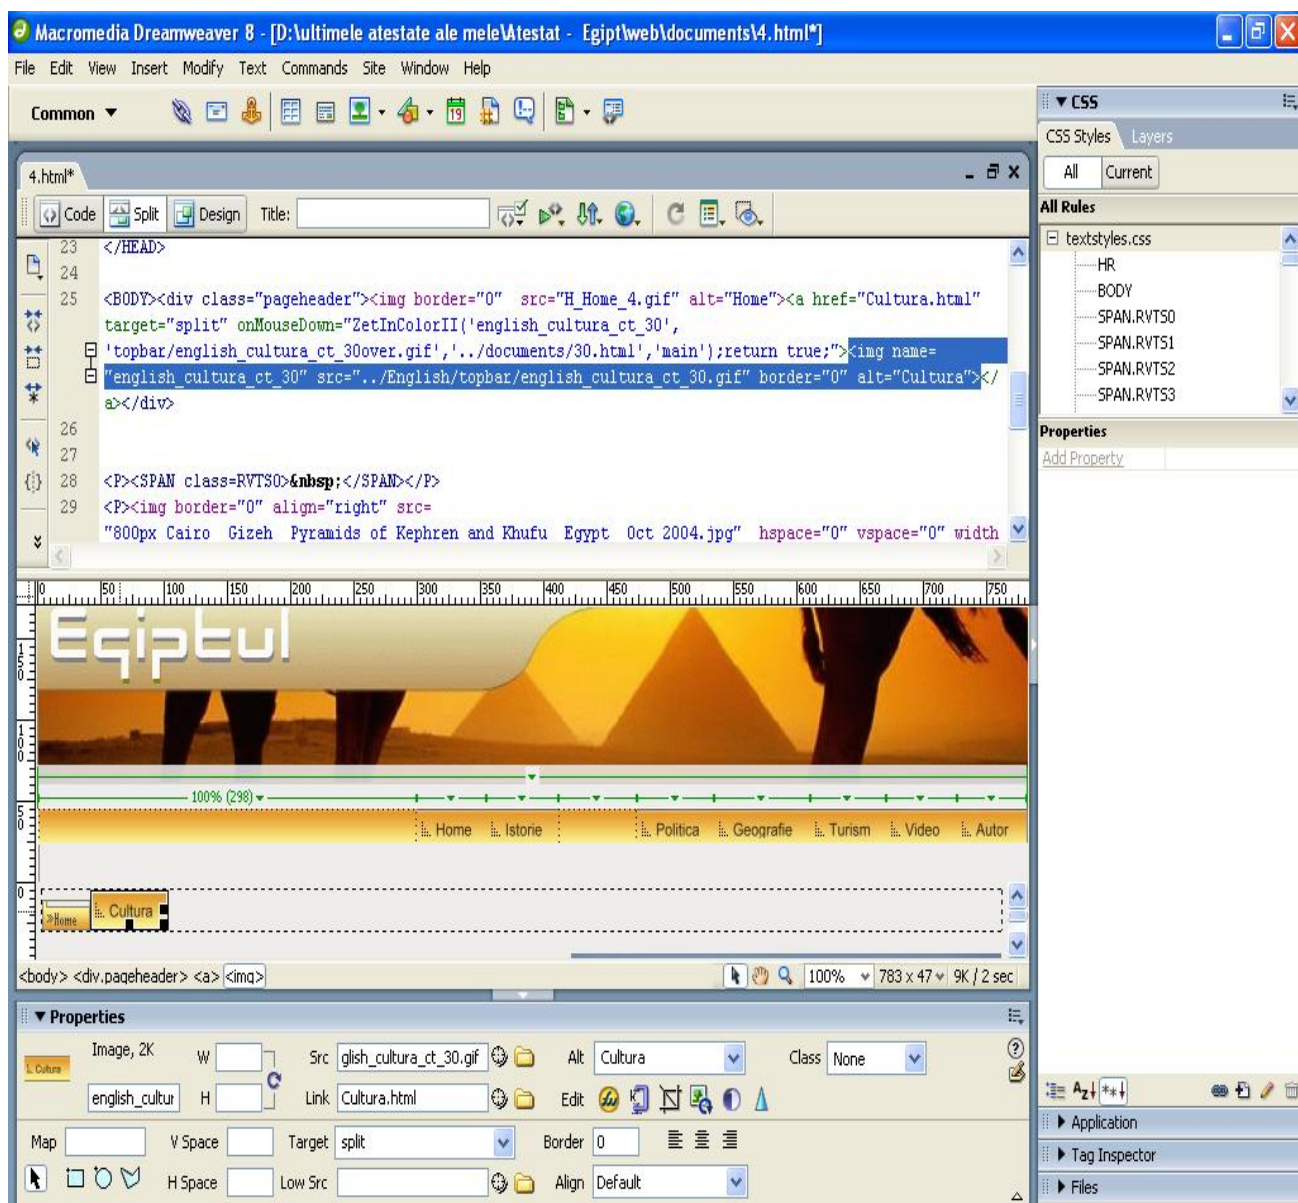 Macromedia Dreamweaver 8 - [D:\ultimele atestate ale mele\Atestat - Egipt\web\documents\4.html*]
File Edit View Insert Modify Text Commands Site Window Help
Common
19
CSS
CSS Styles Layers
All Current
All Rules
textstyles.css
HR
BODY
SPAN.RVTS0
SPAN.RVTS1
SPAN.RVTS2
SPAN.RVTS3
Properties
Add Property
4.html*
Code Split Design Title:
23 </HEAD>
24
25 <BODY><div class="pageheader"><img border="0" src="H_Home_4.gif" alt="Home"><a href="Cultura.html"
target="split" onMouseDown="ZetInColorII('english_cultura_ct_30',
'topbar/english_cultura_ct_30over.gif','../documents/30.html','main');return true;"><img name=
"english_cultura_ct_30" src="../English/topbar/english_cultura_ct_30.gif" border="0" alt="Cultura"></
a></div>
26
27
28 <P><SPAN class=RVTS0>&nbsp;</SPAN></P>
29 <P><img border="0" align="right" src=
"800px Cairo Gizeh Pyramids of Kephren and Khufu Egypt Oct 2004.jpg" hspace="0" vspace="0" width
0 50 100 150 200 250 300 350 400 450 500 550 600 650 700 750
150
100
50
0
Egiptul
100% (298)
Home Istorie Politica Geografie Turism Video Autor
»Home Cultura
<body> <div.pageheader> <a> <img>
100% 783 x 47 9K / 2 sec
Properties
Image, 2K W Src glish_cultura_ct_30.gif Alt Cultura Class None
Cultura
english_cultur H Link Cultura.html Edit
Map V Space Target split Border 0
H Space Low Src Align Default
Application
Tag Inspector
Files